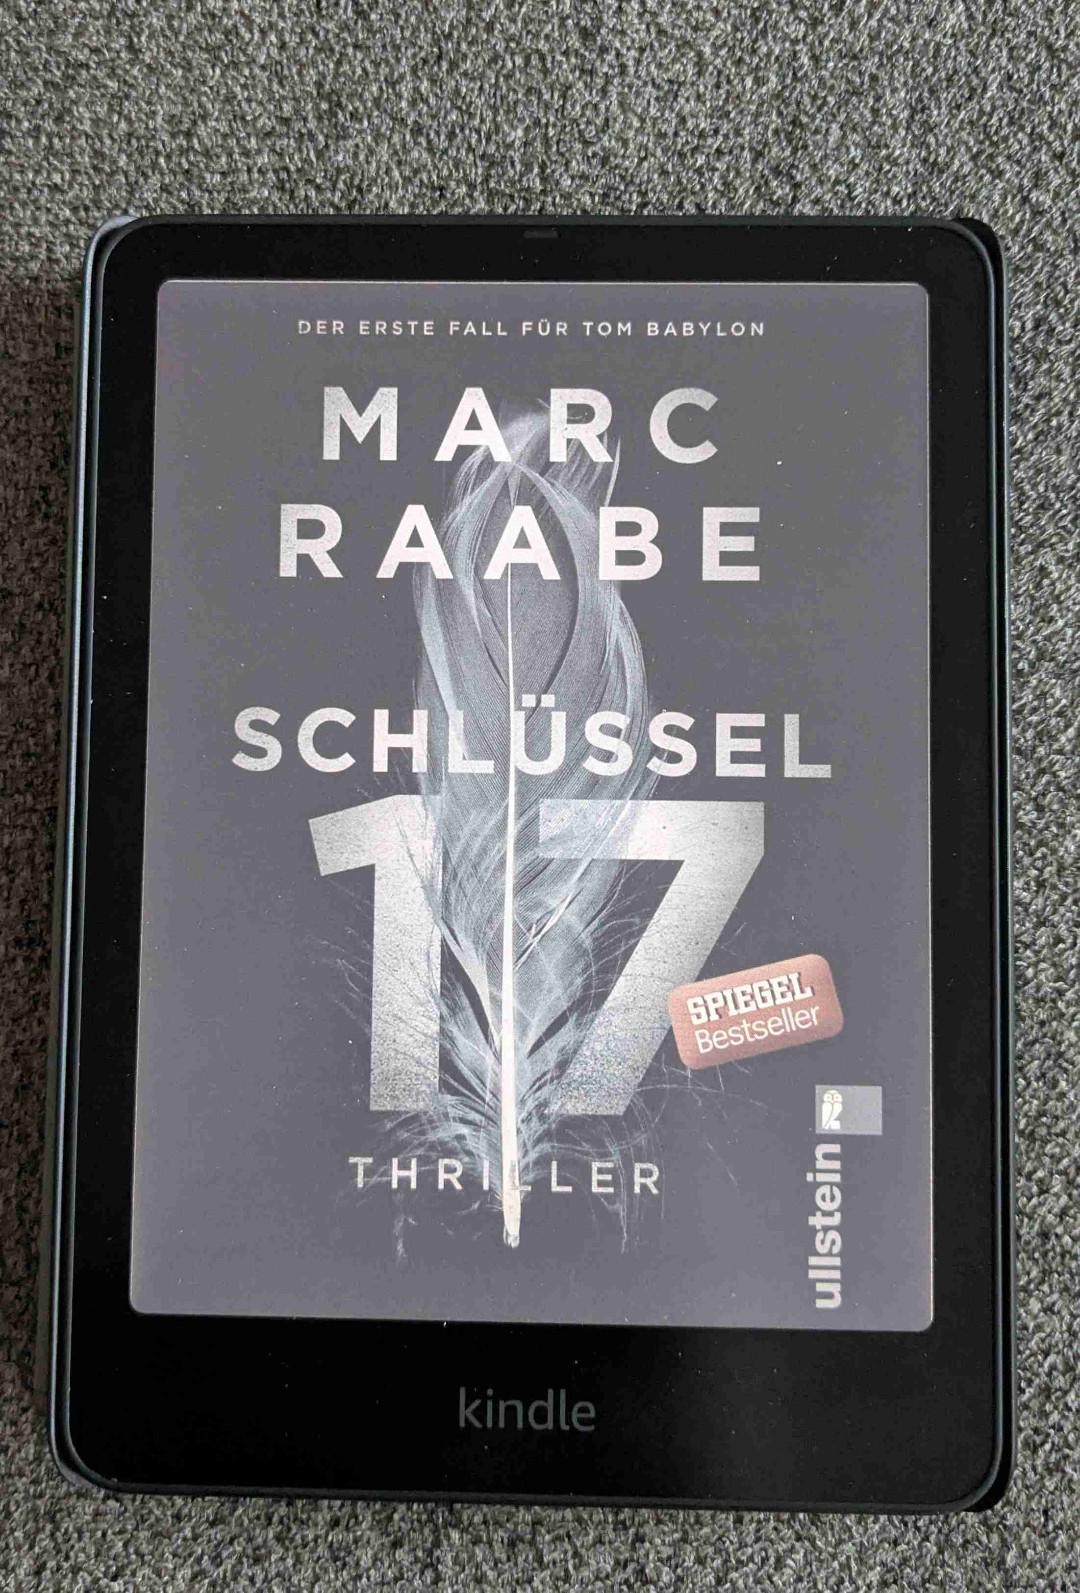 DER ERSTE FALL FÜR TOM BABYLON
MARC
RAABE
SCHLÜSSEL
17
SPIEGEL
Bestseller
THRILLER
ullstein
kindle